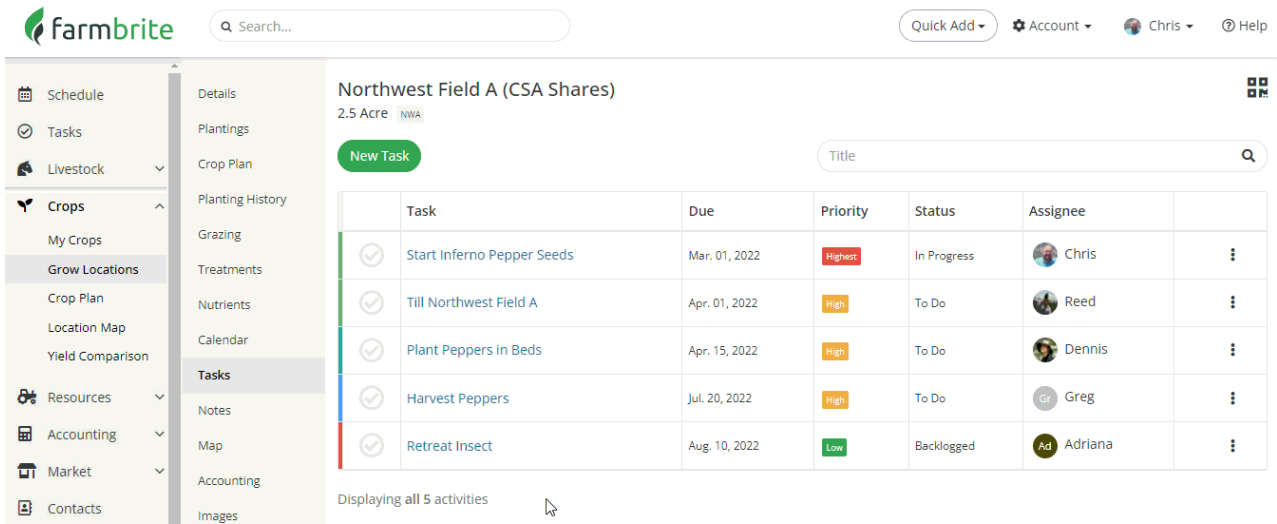 farmbrite
Search...
Quick Add
Account
Chris
Help
Schedule
Tasks
Livestock
Crops
My Crops
Grow Locations
Crop Plan
Location Map
Yield Comparison
Resources
Accounting
Market
Contacts
Details
Plantings
Crop Plan
Planting History
Grazing
Treatments
Nutrients
Calendar
Tasks
Notes
Map
Accounting
Images
Northwest Field A (CSA Shares)
2.5 Acre NWA
New Task
Title
Task Due Priority Status Assignee
Start Inferno Pepper Seeds Mar. 01, 2022 Highest In Progress Chris
Till Northwest Field A Apr. 01, 2022 High To Do Reed
Plant Peppers in Beds Apr. 15, 2022 High To Do Dennis
Harvest Peppers Jul. 20, 2022 High To Do Gr Greg
Retreat Insect Aug. 10, 2022 Low Backlogged Ad Adriana
Displaying all 5 activities